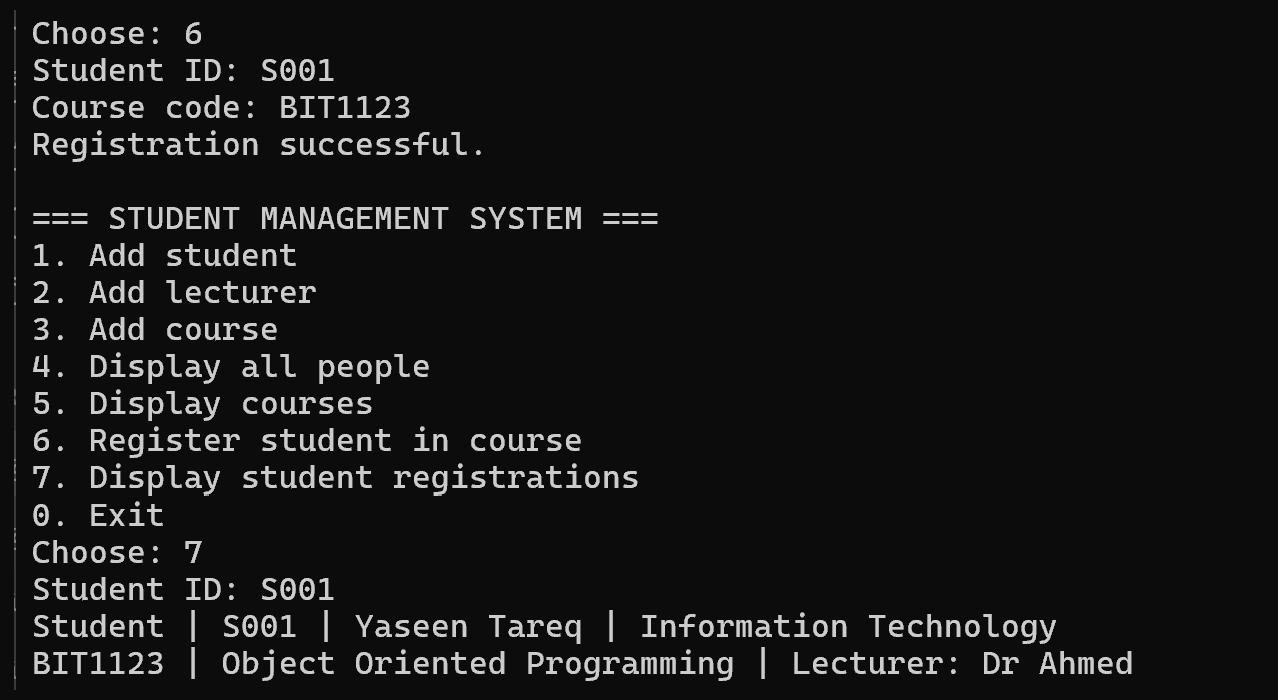 Choose: 6
Student ID: S001
Course code: BIT1123
Registration successful.
=== STUDENT MANAGEMENT SYSTEM ===
1. Add student
2. Add lecturer
3. Add course
4. Display all people
5. Display courses
6. Register student in course
7. Display student registrations
0. Exit
Choose: 7
Student ID: S001
Student | S001 | Yaseen Tareq | Information Technology
BIT1123 | Object Oriented Programming | Lecturer: Dr Ahmed